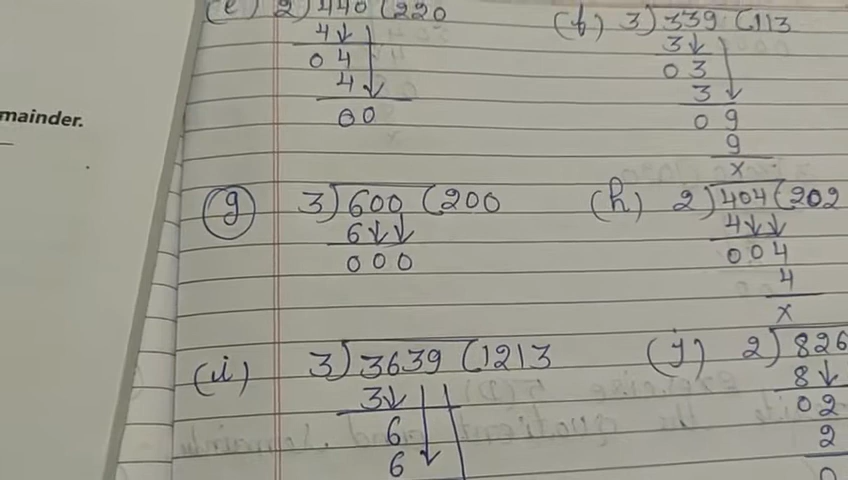 mainder.
(e) 2)440(220
4↓
04
4↓
00
(f) 3)339(113
3↓
03
3↓
09
9
x
(g) 3)600(200
6↓↓
000
(h) 2)404(202
4↓↓
004
4
x
(i) 3)3639(1213
3↓
6
6↓
(j) 2)826
8↓
02
2
0